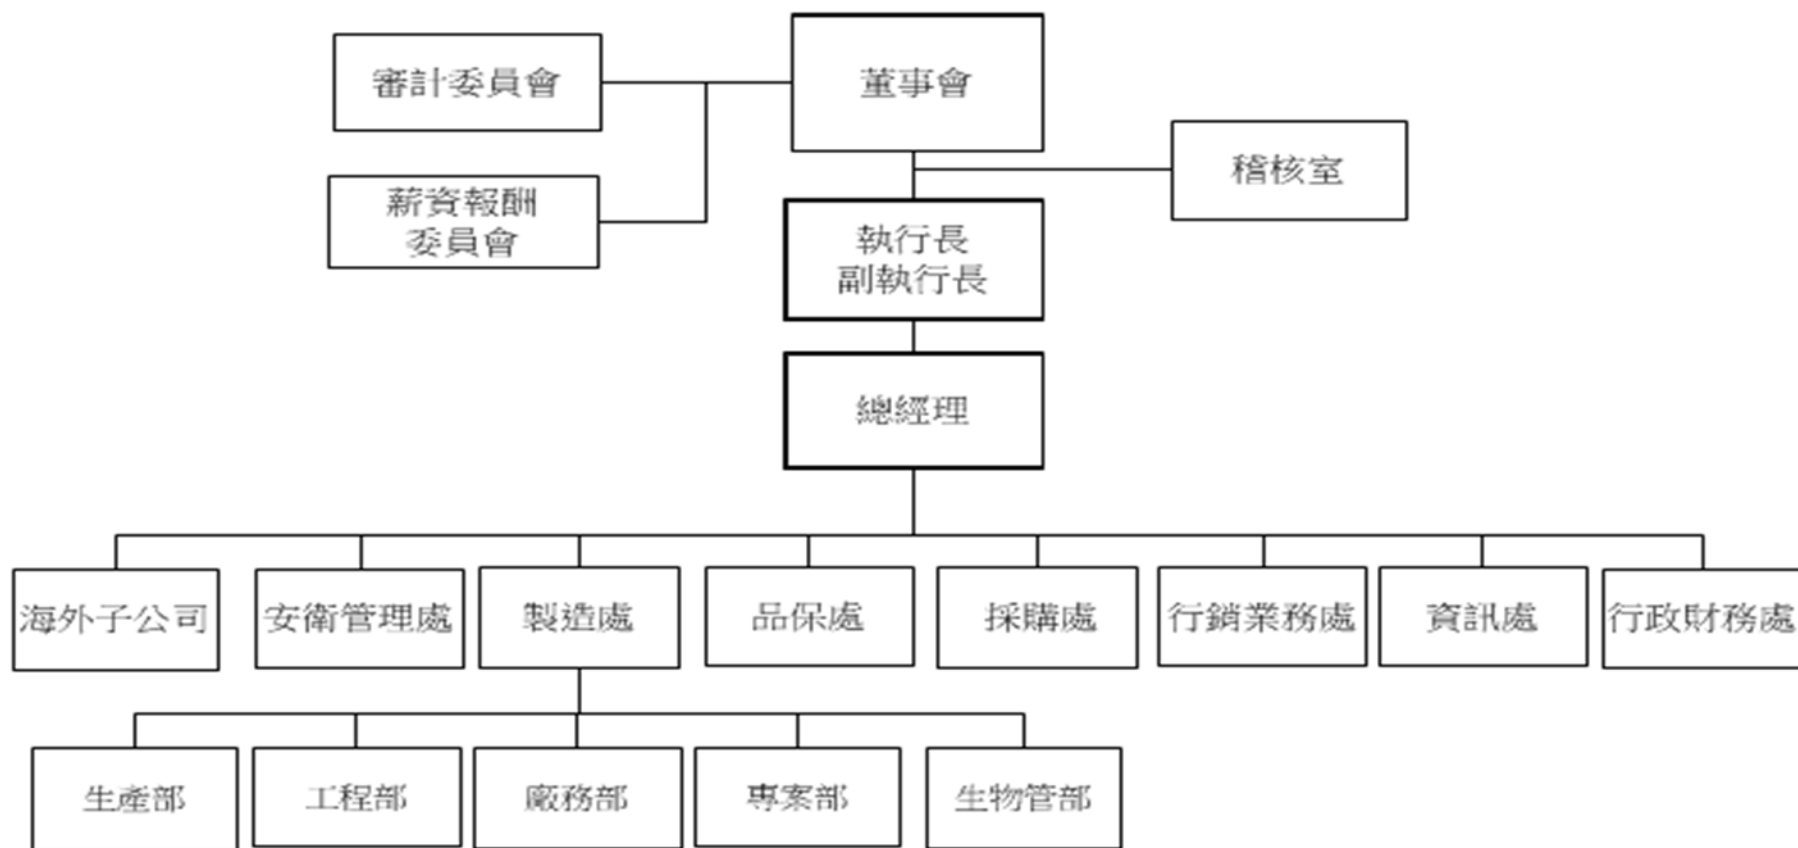 審計委員會
董事會
稽核室
薪資報酬
委員會
執行長
副執行長
總經理
海外子公司
安衛管理處
製造處
品保處
採購處
行銷業務處
資訊處
行政財務處
生產部
工程部
廠務部
專案部
生物管部